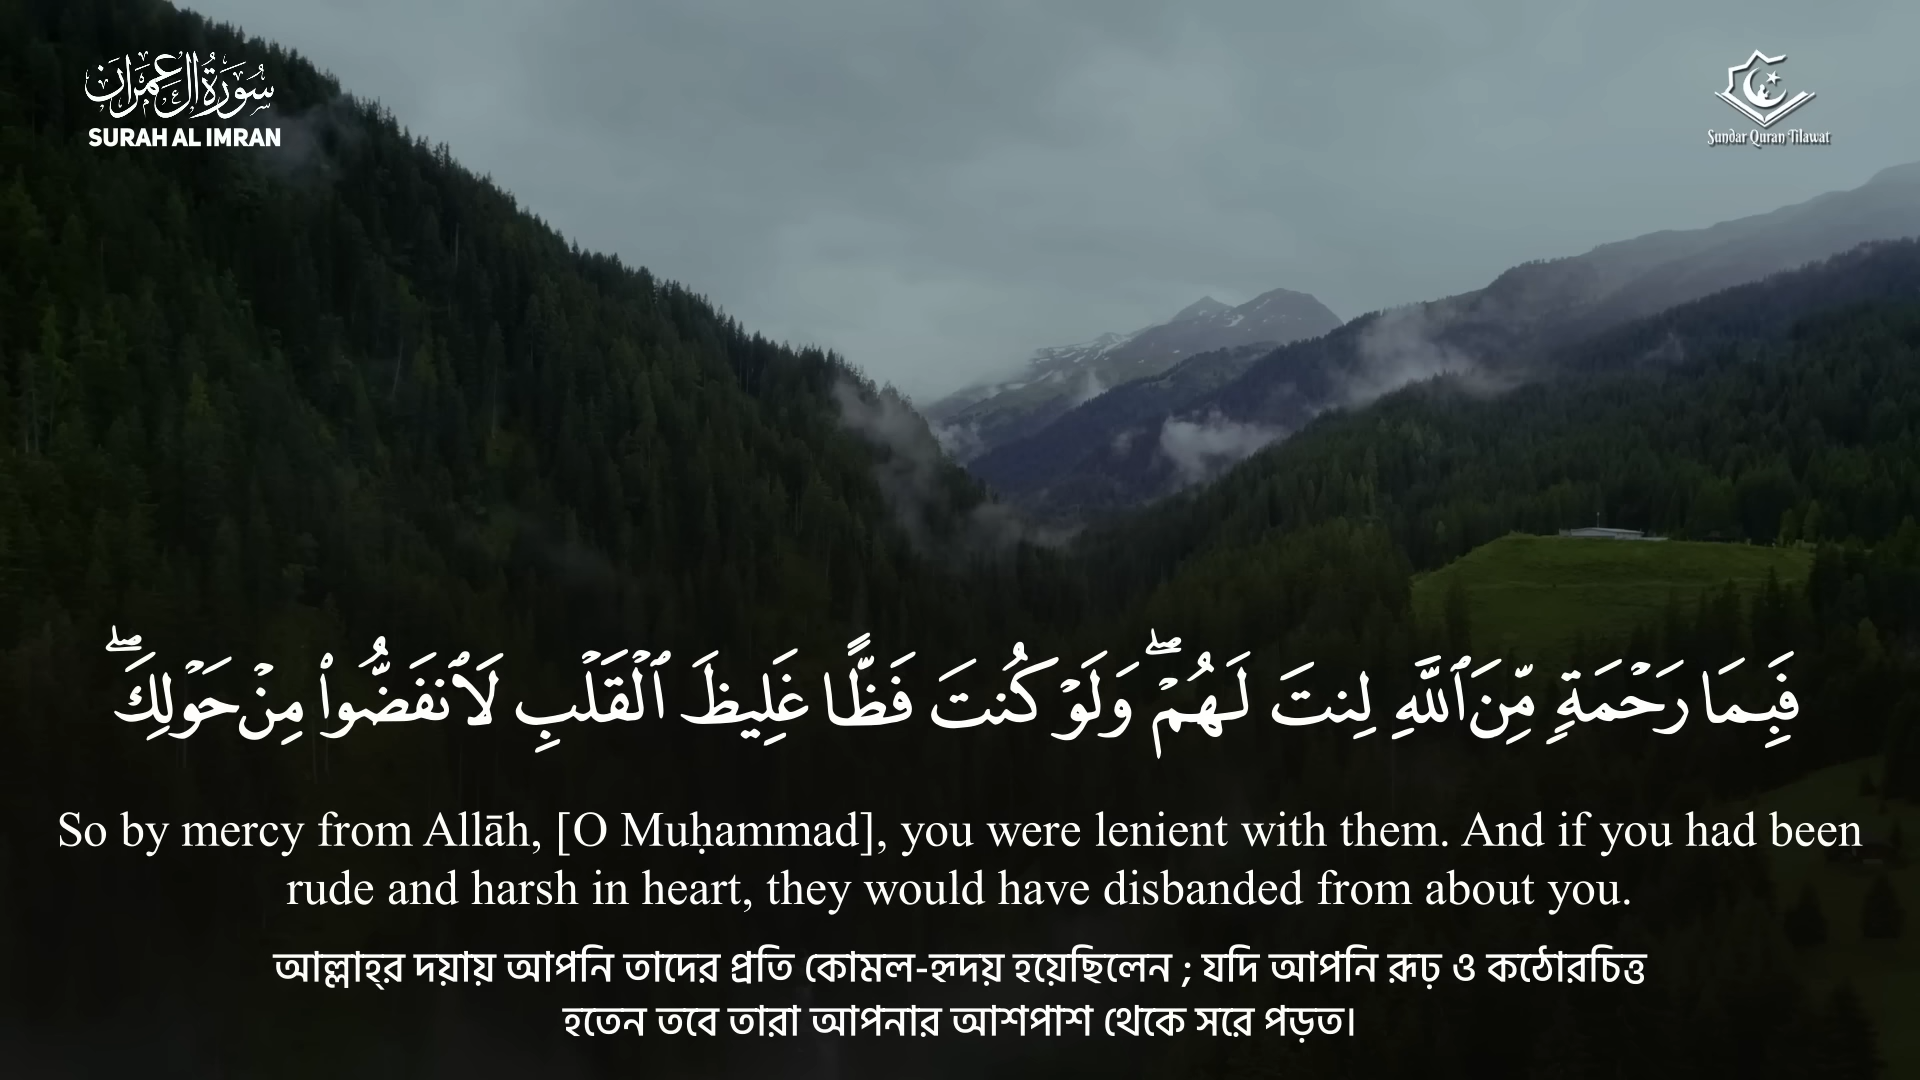 سُورَةُ آلِ عِمْرَان
SURAH AL IMRAN
Sundar Quran Tilawat
فَبِمَا رَحْمَةٍ مِّنَ ٱللَّهِ لِنتَ لَهُمْ ۖ وَلَوْ كُنتَ فَظًّا غَلِيظَ ٱلْقَلْبِ لَٱنفَضُّوا۟ مِنْ حَوْلِكَ ۖ
So by mercy from Allāh, [O Muḥammad], you were lenient with them. And if you had been
rude and harsh in heart, they would have disbanded from about you.
আল্লাহ্‌র দয়ায় আপনি তাদের প্রতি কোমল-হৃদয় হয়েছিলেন ; যদি আপনি রূঢ় ও কঠোরচিত্ত
হতেন তবে তারা আপনার আশপাশ থেকে সরে পড়ত।